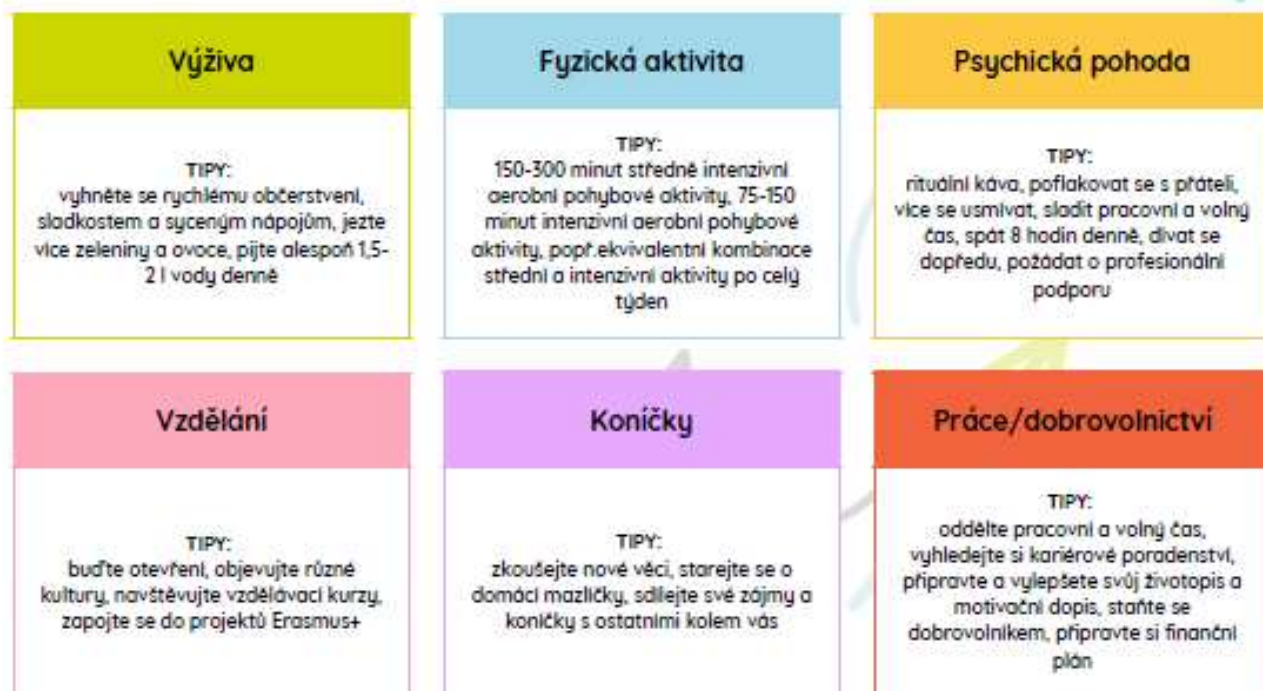 Výživa
TIPY:
vyhněte se rychlému občerstvení,
sladkostem a syceným nápojům, jezte
více zeleniny a ovoce, pijte alespoň 1,5-
2 l vody denně
Fyzická aktivita
TIPY:
150-300 minut středně intenzivní
aerobní pohybové aktivity, 75-150
minut intenzivní aerobní pohybové
aktivity, popř.ekvivalentní kombinace
střední a intenzivní aktivity po celý
týden
Psychická pohoda
TIPY:
rituální káva, poflakovat se s přáteli,
více se usmívat, sladit pracovní a volný
čas, spát 8 hodin denně, dívat se
dopředu, požádat o profesionální
podporu
Vzdělání
TIPY:
buďte otevření, objevujte různé
kultury, navštěvujte vzdělávací kurzy,
zapojte se do projektů Erasmus+
Koníčky
TIPY:
zkoušejte nové věci, starejte se o
domácí mazlíčky, sdílejte své zájmy a
koníčky s ostatními kolem vás
Práce/dobrovolnictví
TIPY:
oddělte pracovní a volný čas,
vyhledejte si kariérové poradenství,
připravte a vylepšete svůj životopis a
motivační dopis, staňte se
dobrovolníkem, připravte si finanční
plán